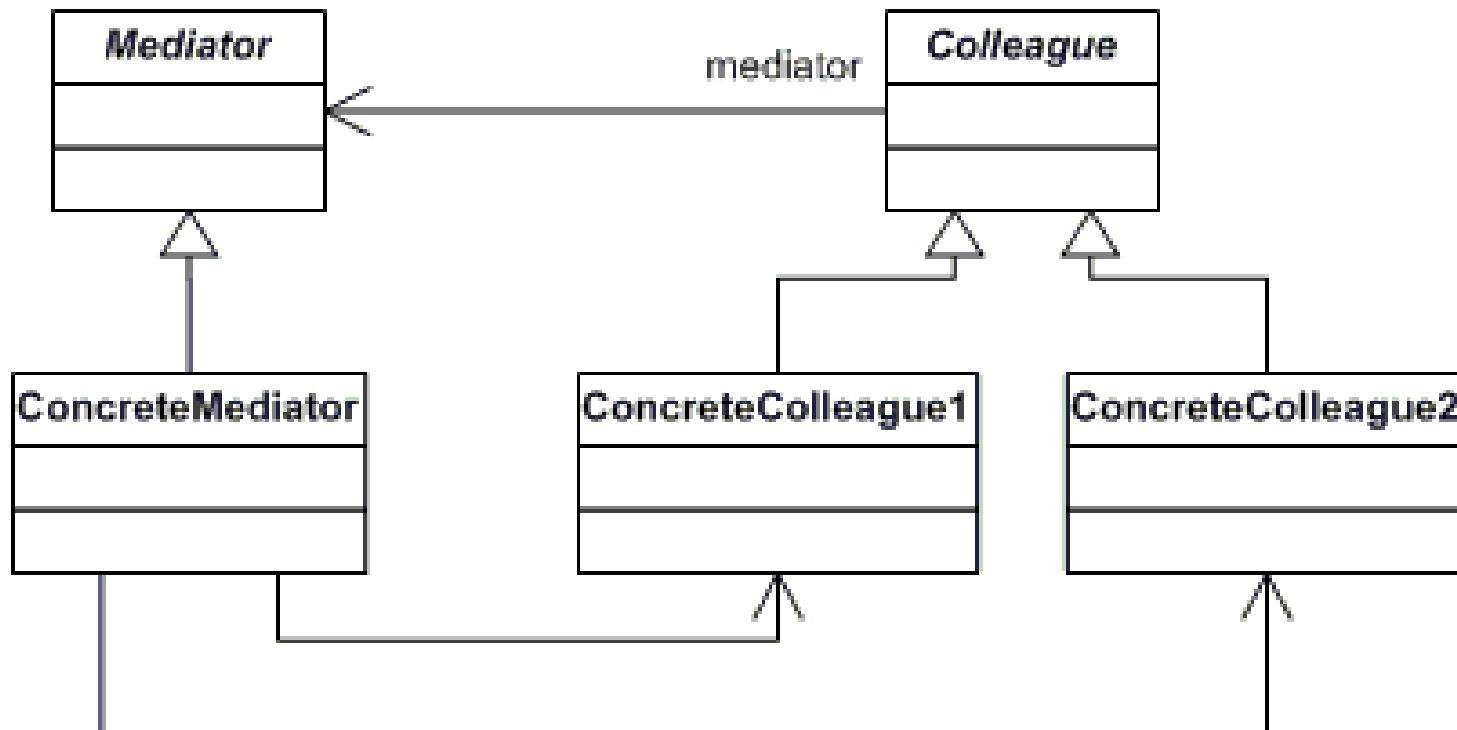 Mediator
mediator
Colleague
ConcreteMediator
ConcreteColleague1
ConcreteColleague2